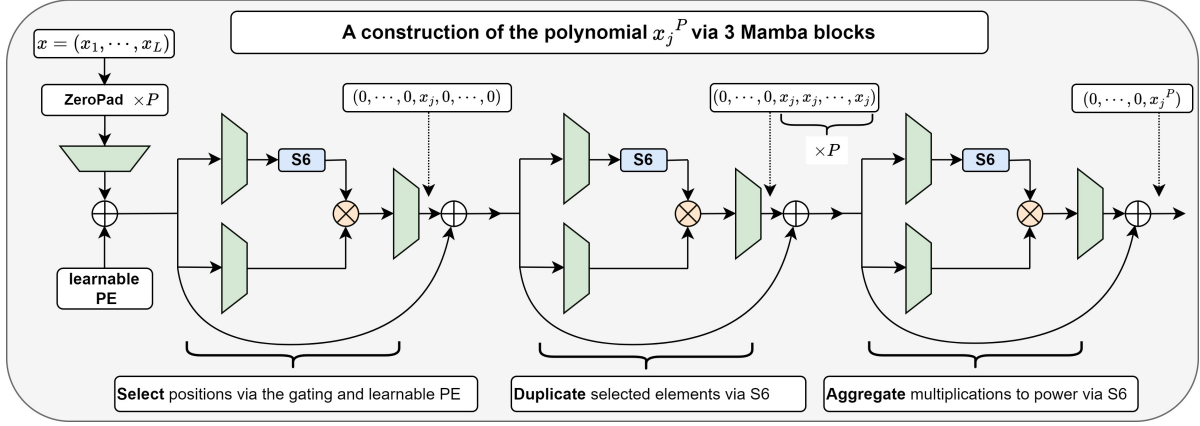 A construction of the polynomial x_j^P via 3 Mamba blocks
x = (x_1, ⋯, x_L)
ZeroPad ×P
learnable
PE
S6
(0, ⋯, 0, x_j, 0, ⋯, 0)
Select positions via the gating and learnable PE
S6
(0, ⋯, 0, x_j, x_j, ⋯, x_j)
×P
Duplicate selected elements via S6
S6
(0, ⋯, 0, x_j^P)
Aggregate multiplications to power via S6